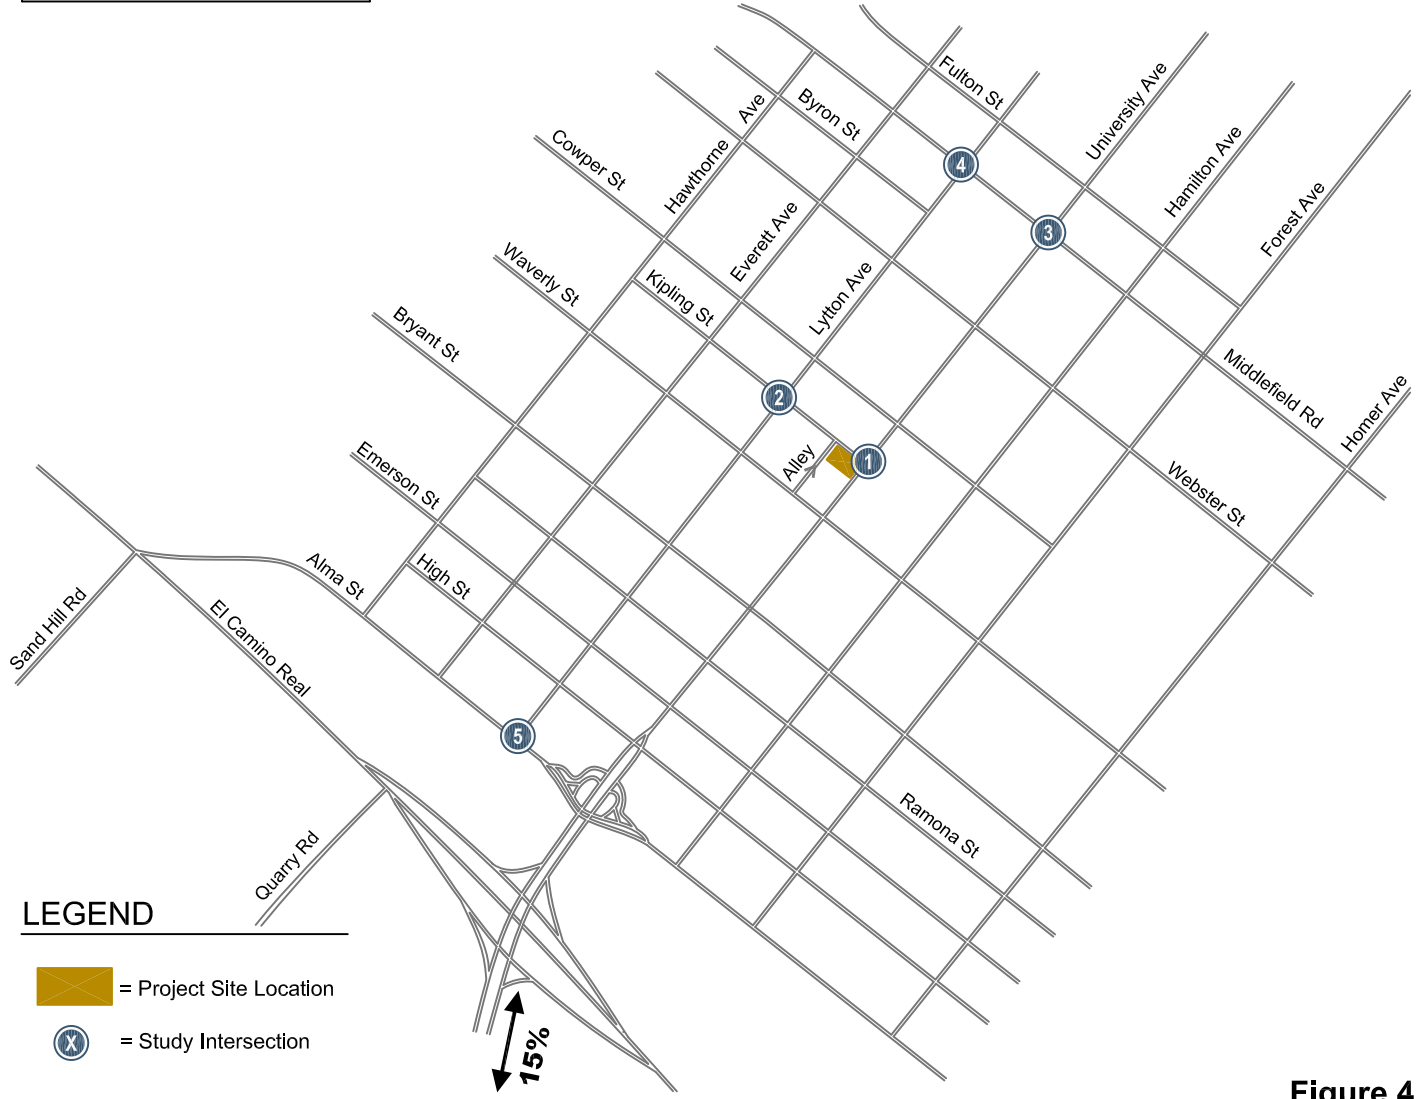 Fulton St
University Ave
Byron St
Hawthorne Ave
Hamilton Ave
Cowper St
4
Forest Ave
Everett Ave
3
Waverly St
Kipling St
Lytton Ave
Bryant St
Middlefield Rd
Homer Ave
2
Alley
1
Emerson St
Webster St
Alma St
High St
Sand Hill Rd
El Camino Real
5
Ramona St
Quarry Rd
LEGEND
= Project Site Location
X
= Study Intersection
15%
Figure 4